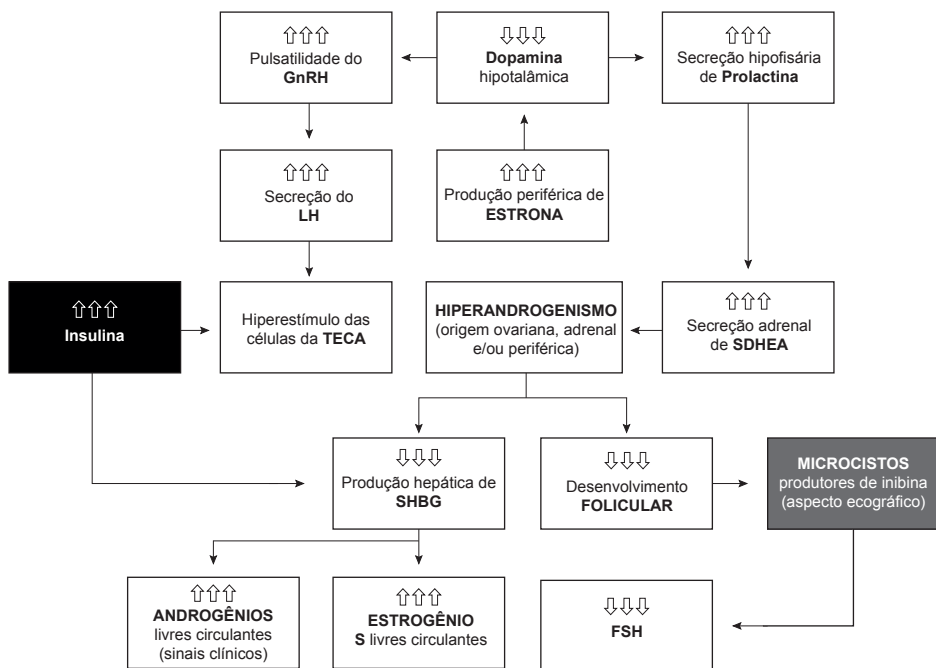 ⇧⇧⇧
Pulsatilidade do
GnRH
⇩⇩⇩
Dopamina
hipotalâmica
⇧⇧⇧
Secreção hipofisária
de Prolactina
⇧⇧⇧
Secreção do
LH
⇧⇧⇧
Produção periférica de
ESTRONA
⇧⇧⇧
Insulina
Hiperestímulo das
células da TECA
HIPERANDROGENISMO
(origem ovariana, adrenal
e/ou periférica)
⇧⇧⇧
Secreção adrenal
de SDHEA
⇩⇩⇩
Produção hepática de
SHBG
⇩⇩⇩
Desenvolvimento
FOLICULAR
MICROCISTOS
produtores de inibina
(aspecto ecográfico)
⇧⇧⇧
ANDROGÊNIOS
livres circulantes
(sinais clínicos)
⇧⇧⇧
ESTROGÊNIO
S livres circulantes
⇩⇩⇩
FSH